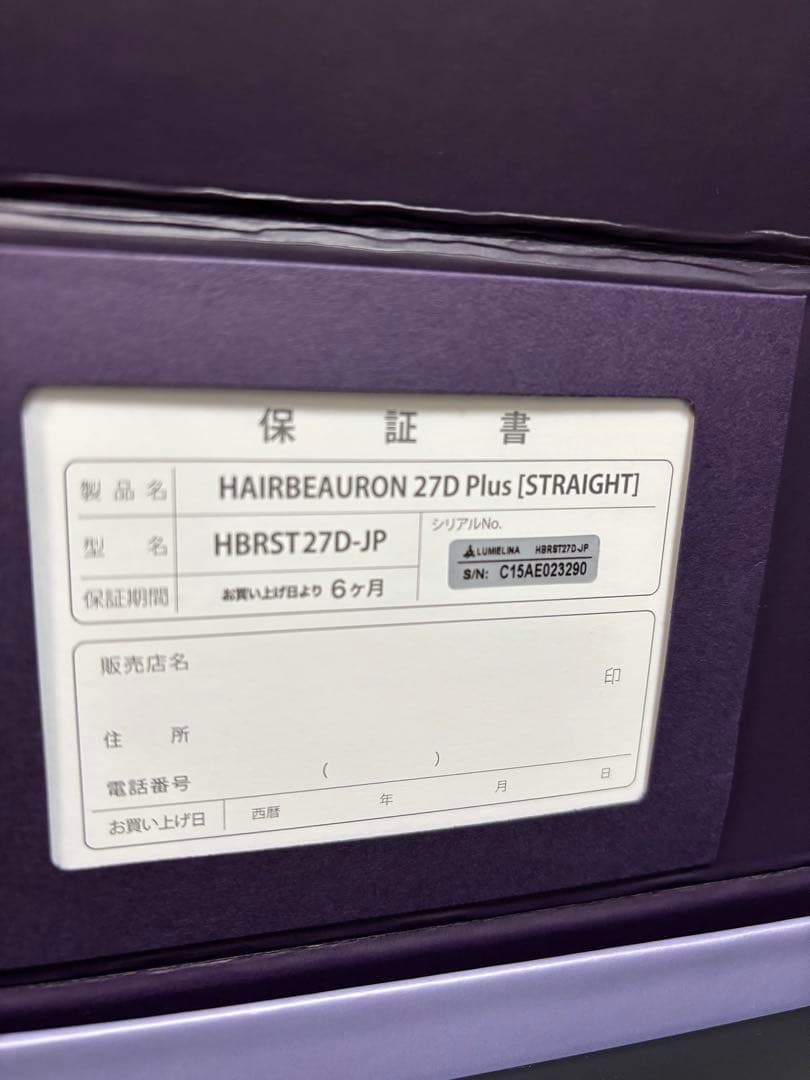 保証書
製品名 HAIRBEAURON 27D Plus [STRAIGHT]
型名 HBRST27D-JP
シリアルNo.
LUMIELINA HBRST27D-JP
S/N: C15AE023290
保証期間 お買い上げ日より 6ヶ月
販売店名
印
住所
電話番号 ( )
お買い上げ日 西暦 年 月 日